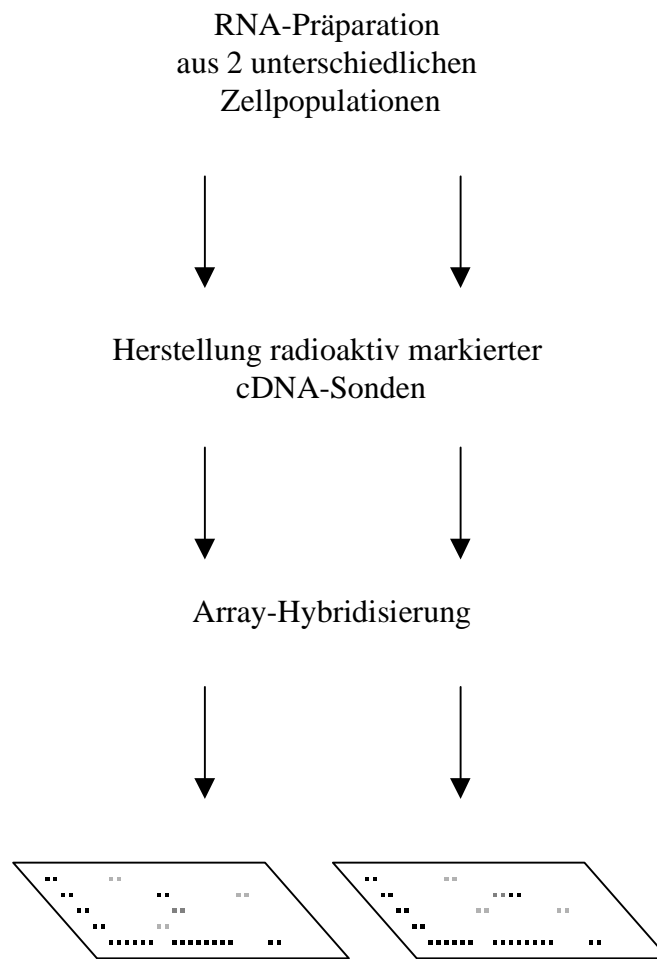 RNA-Präparation
aus 2 unterschiedlichen
Zellpopulationen
Herstellung radioaktiv markierter
cDNA-Sonden
Array-Hybridisierung